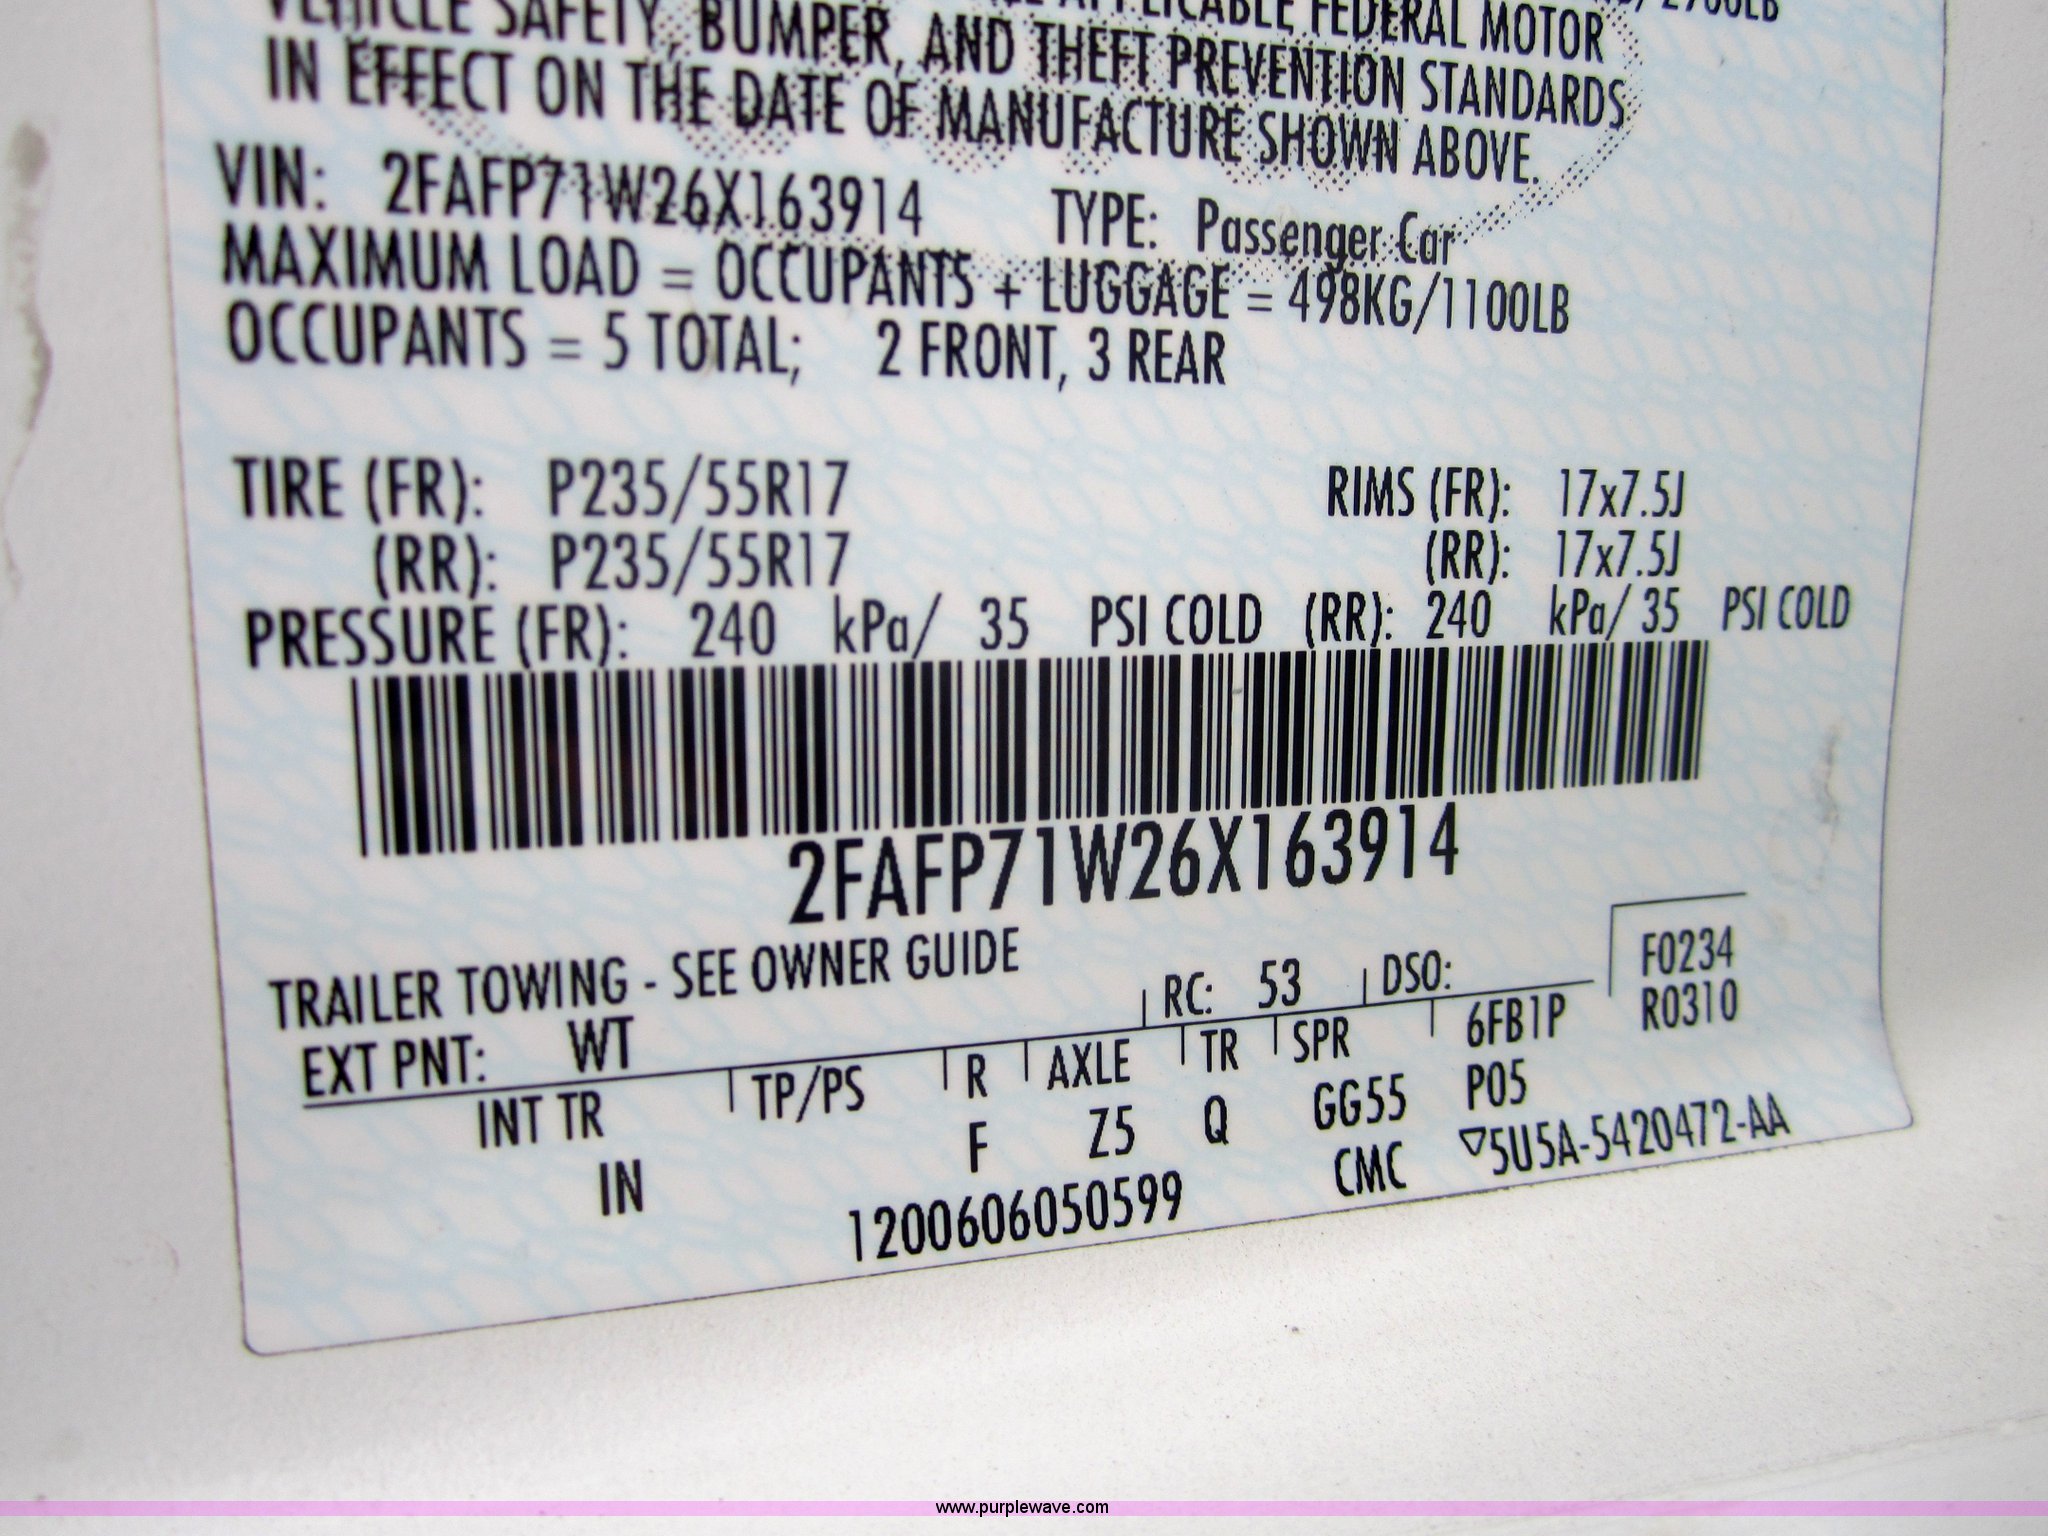 APPLICABLE FEDERAL MOTOR
VEHICLE SAFETY, BUMPER, AND THEFT PREVENTION STANDARDS
IN EFFECT ON THE DATE OF MANUFACTURE SHOWN ABOVE.
VIN: 2FAFP71W26X163914 TYPE: Passenger Car
MAXIMUM LOAD = OCCUPANTS + LUGGAGE = 498KG/1100LB
OCCUPANTS = 5 TOTAL; 2 FRONT, 3 REAR
TIRE (FR): P235/55R17 RIMS (FR): 17x7.5J
(RR): P235/55R17 (RR): 17x7.5J
PRESSURE (FR): 240 kPa/ 35 PSI COLD (RR): 240 kPa/ 35 PSI COLD
2FAFP71W26X163914
TRAILER TOWING - SEE OWNER GUIDE
EXT PNT: WT RC: 53 DSO: F0234
R0310
INT TR TP/PS R AXLE TR SPR 6FB1P
IN F Z5 Q GG55 P05
1200606050599 CMC ▽5U5A-5420472-AA
www.purplewave.com